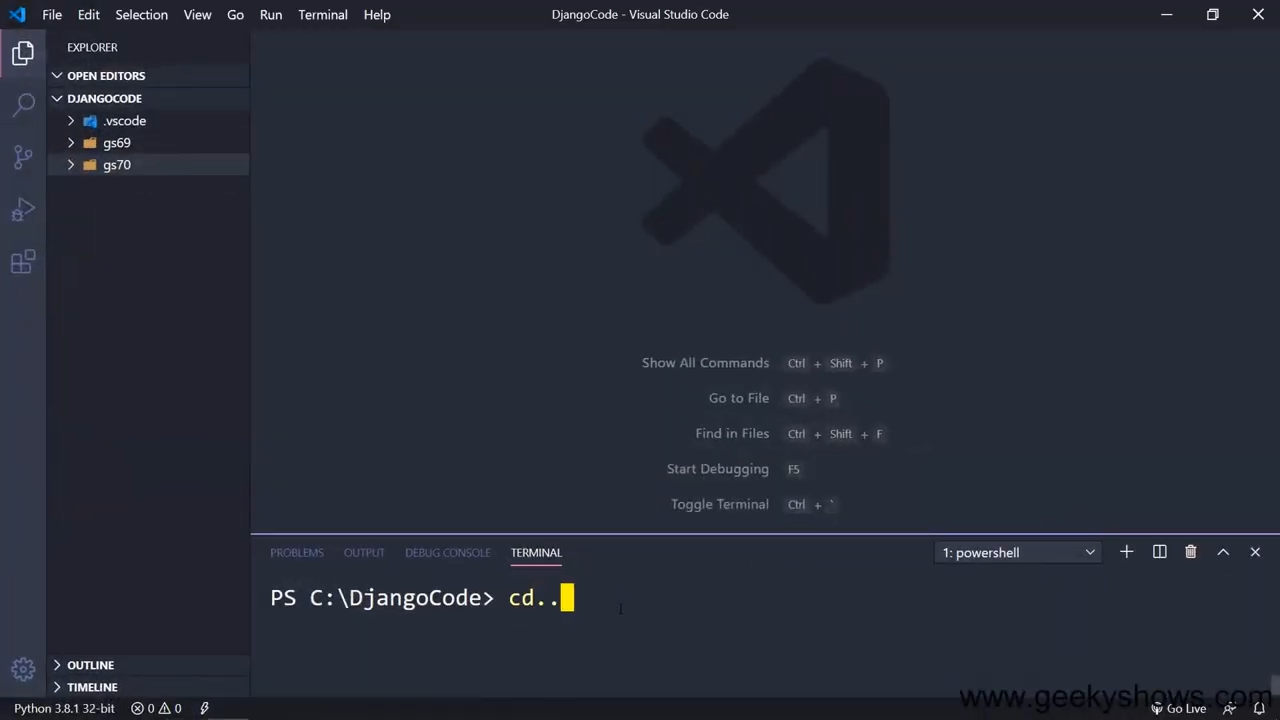 File Edit Selection View Go Run Terminal Help DjangoCode - Visual Studio Code
EXPLORER
OPEN EDITORS
DJANGOCODE
.vscode
gs69
gs70
Show All Commands Ctrl + Shift + P
Go to File Ctrl + P
Find in Files Ctrl + Shift + F
Start Debugging F5
Toggle Terminal Ctrl + `
PROBLEMS OUTPUT DEBUG CONSOLE TERMINAL 1: powershell
PS C:\DjangoCode> cd..
OUTLINE
TIMELINE
www.geekyshows.com
Python 3.8.1 32-bit 0 0 Go Live